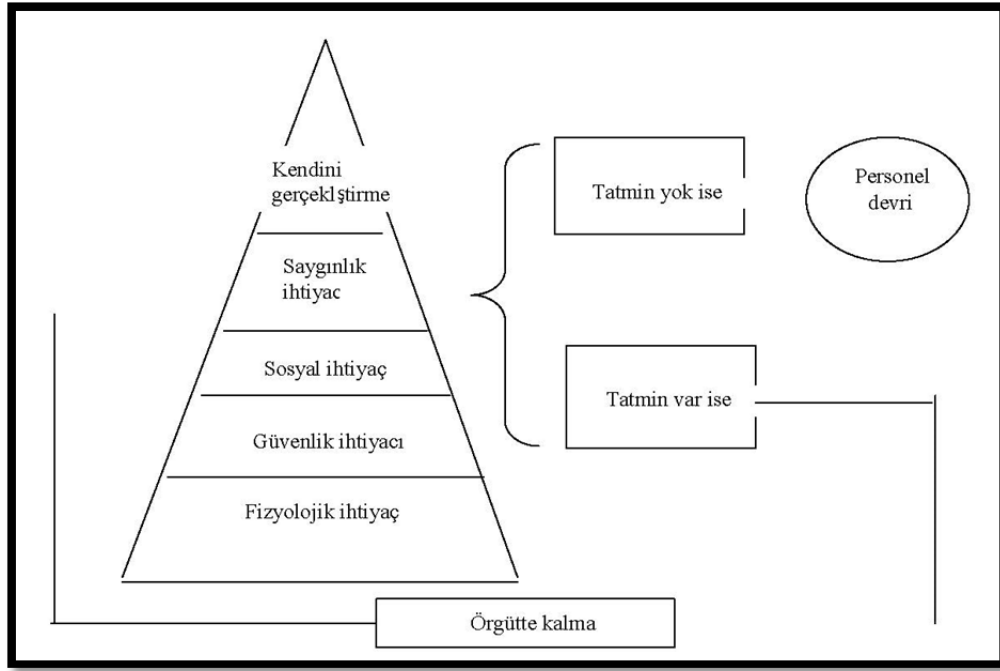 Kendini
gerçeklştirme
Saygınlık
ihtiyac
Sosyal ihtiyaç
Güvenlik ihtiyacı
Fizyolojik ihtiyaç
Tatmin yok ise
Personel
devri
Tatmin var ise
Örgütte kalma